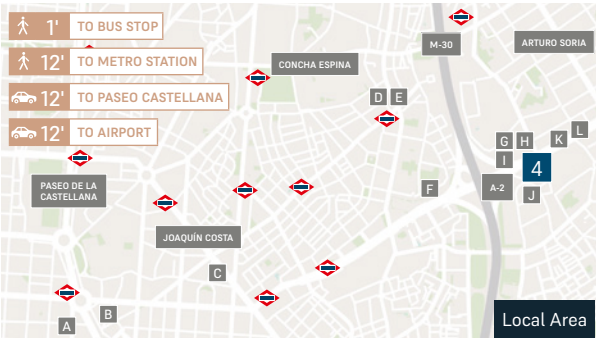 1' TO BUS STOP
12' TO METRO STATION
12' TO PASEO CASTELLANA
12' TO AIRPORT
M-30
ARTURO SORIA
CONCHA ESPINA
D E
G H K L
I 4
PASEO DE LA
CASTELLANA
F A-2 J
JOAQUÍN COSTA
C
B
A
Local Area